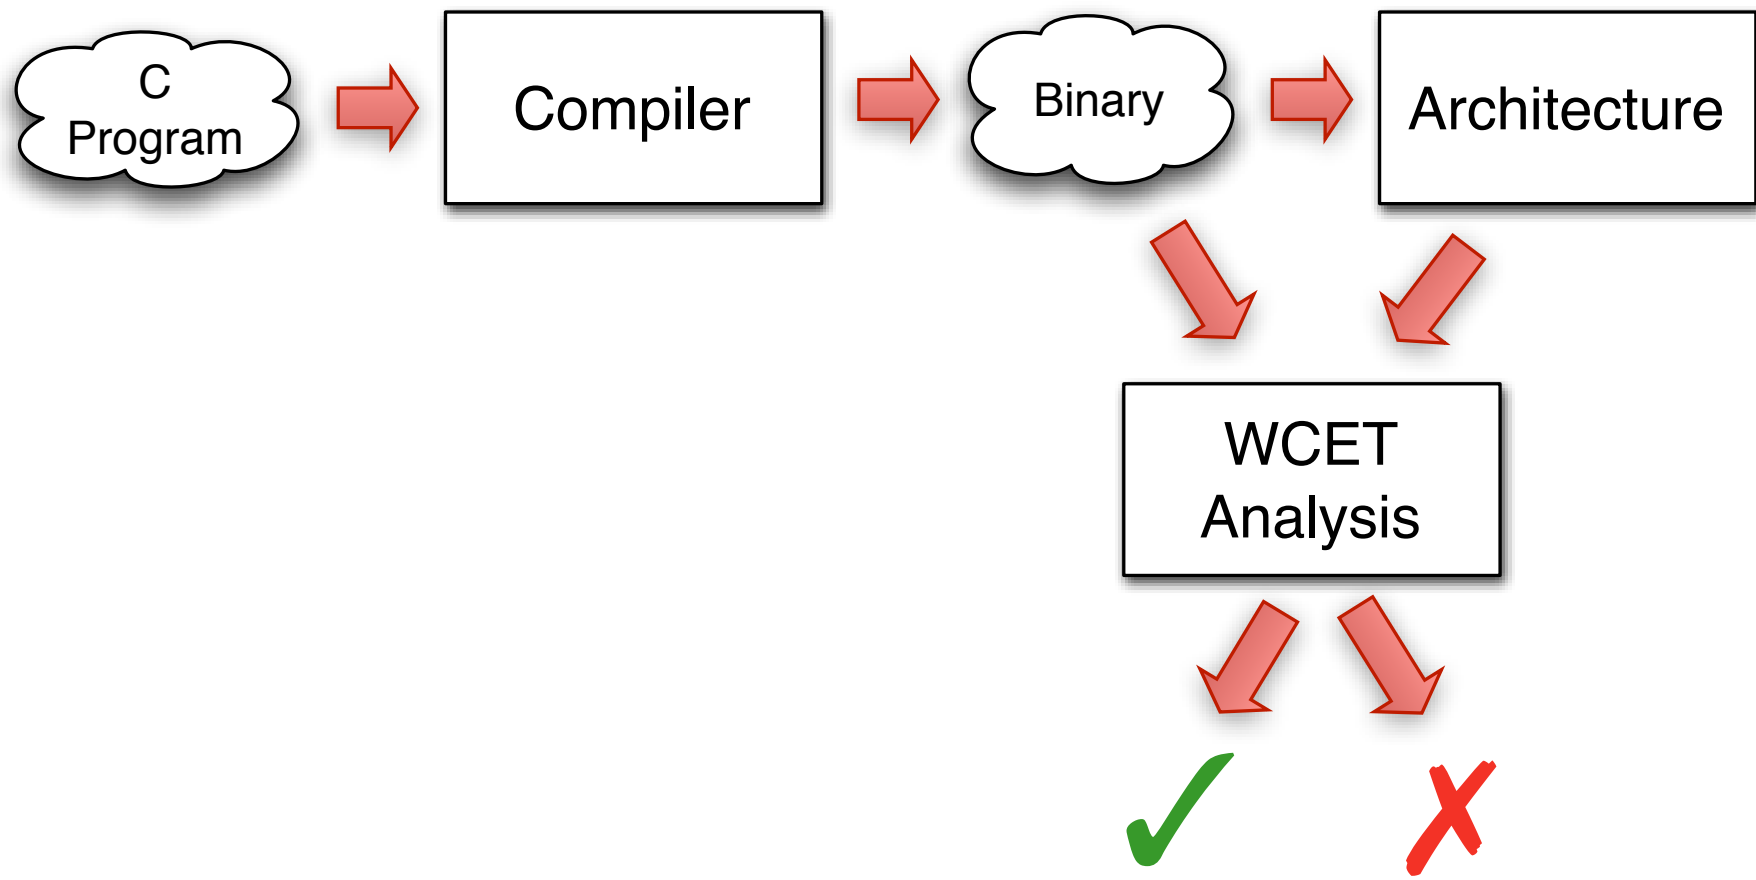 C
Program
Compiler
Binary
Architecture
WCET
Analysis